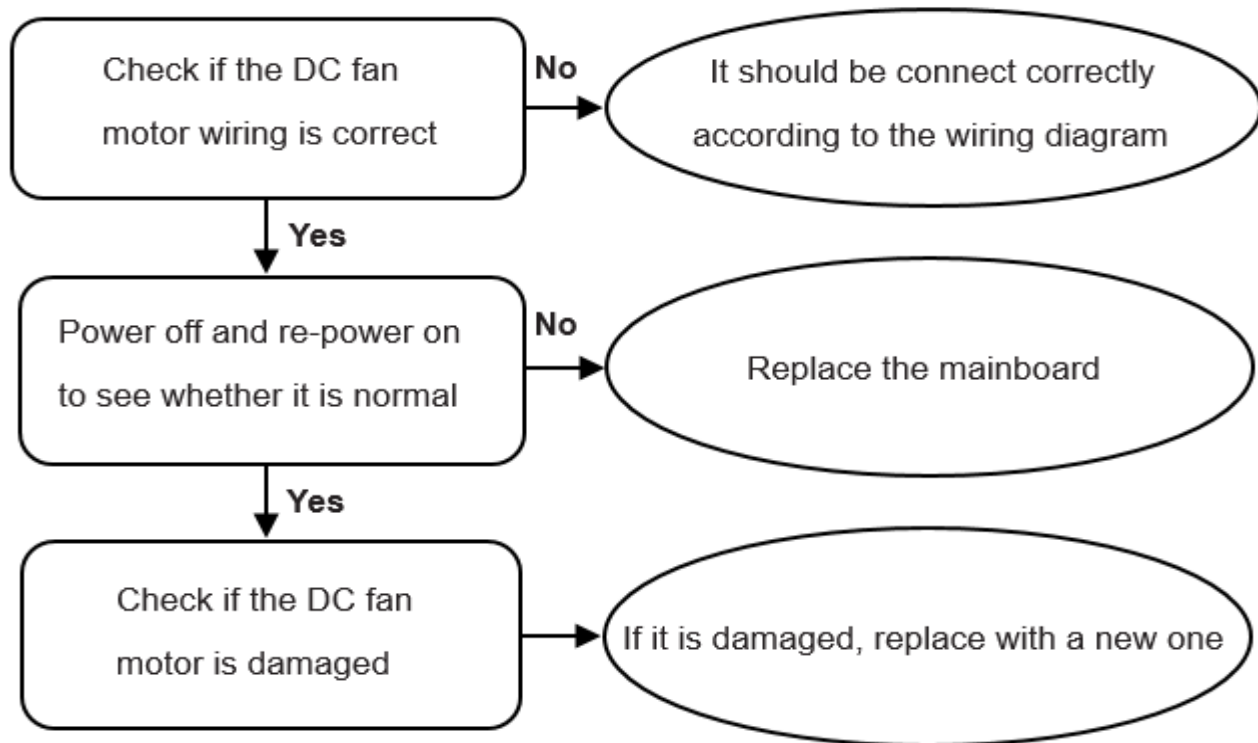 Check if the DC fan
motor wiring is correct
No
It should be connect correctly
according to the wiring diagram
Yes
Power off and re-power on
to see whether it is normal
No
Replace the mainboard
Yes
Check if the DC fan
motor is damaged
If it is damaged, replace with a new one